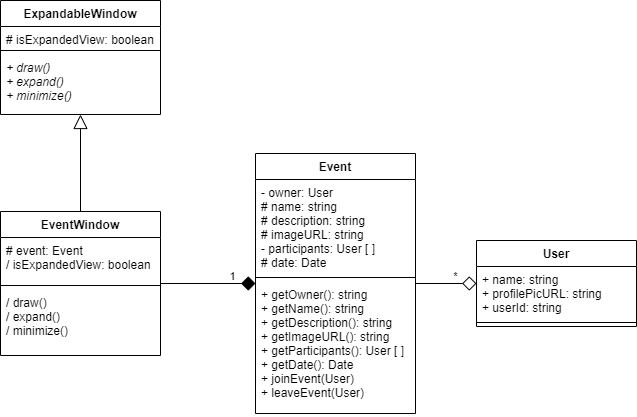 ExpandableWindow
# isExpandedView: boolean
+ draw()
+ expand()
+ minimize()
EventWindow
# event: Event
/ isExpandedView: boolean
/ draw()
/ expand()
/ minimize()
1
Event
- owner: User
# name: string
# description: string
# imageURL: string
- participants: User [ ]
# date: Date
+ getOwner(): string
+ getName(): string
+ getDescription(): string
+ getImageURL(): string
+ getParticipants(): User [ ]
+ getDate(): Date
+ joinEvent(User)
+ leaveEvent(User)
*
User
+ name: string
+ profilePicURL: string
+ userId: string